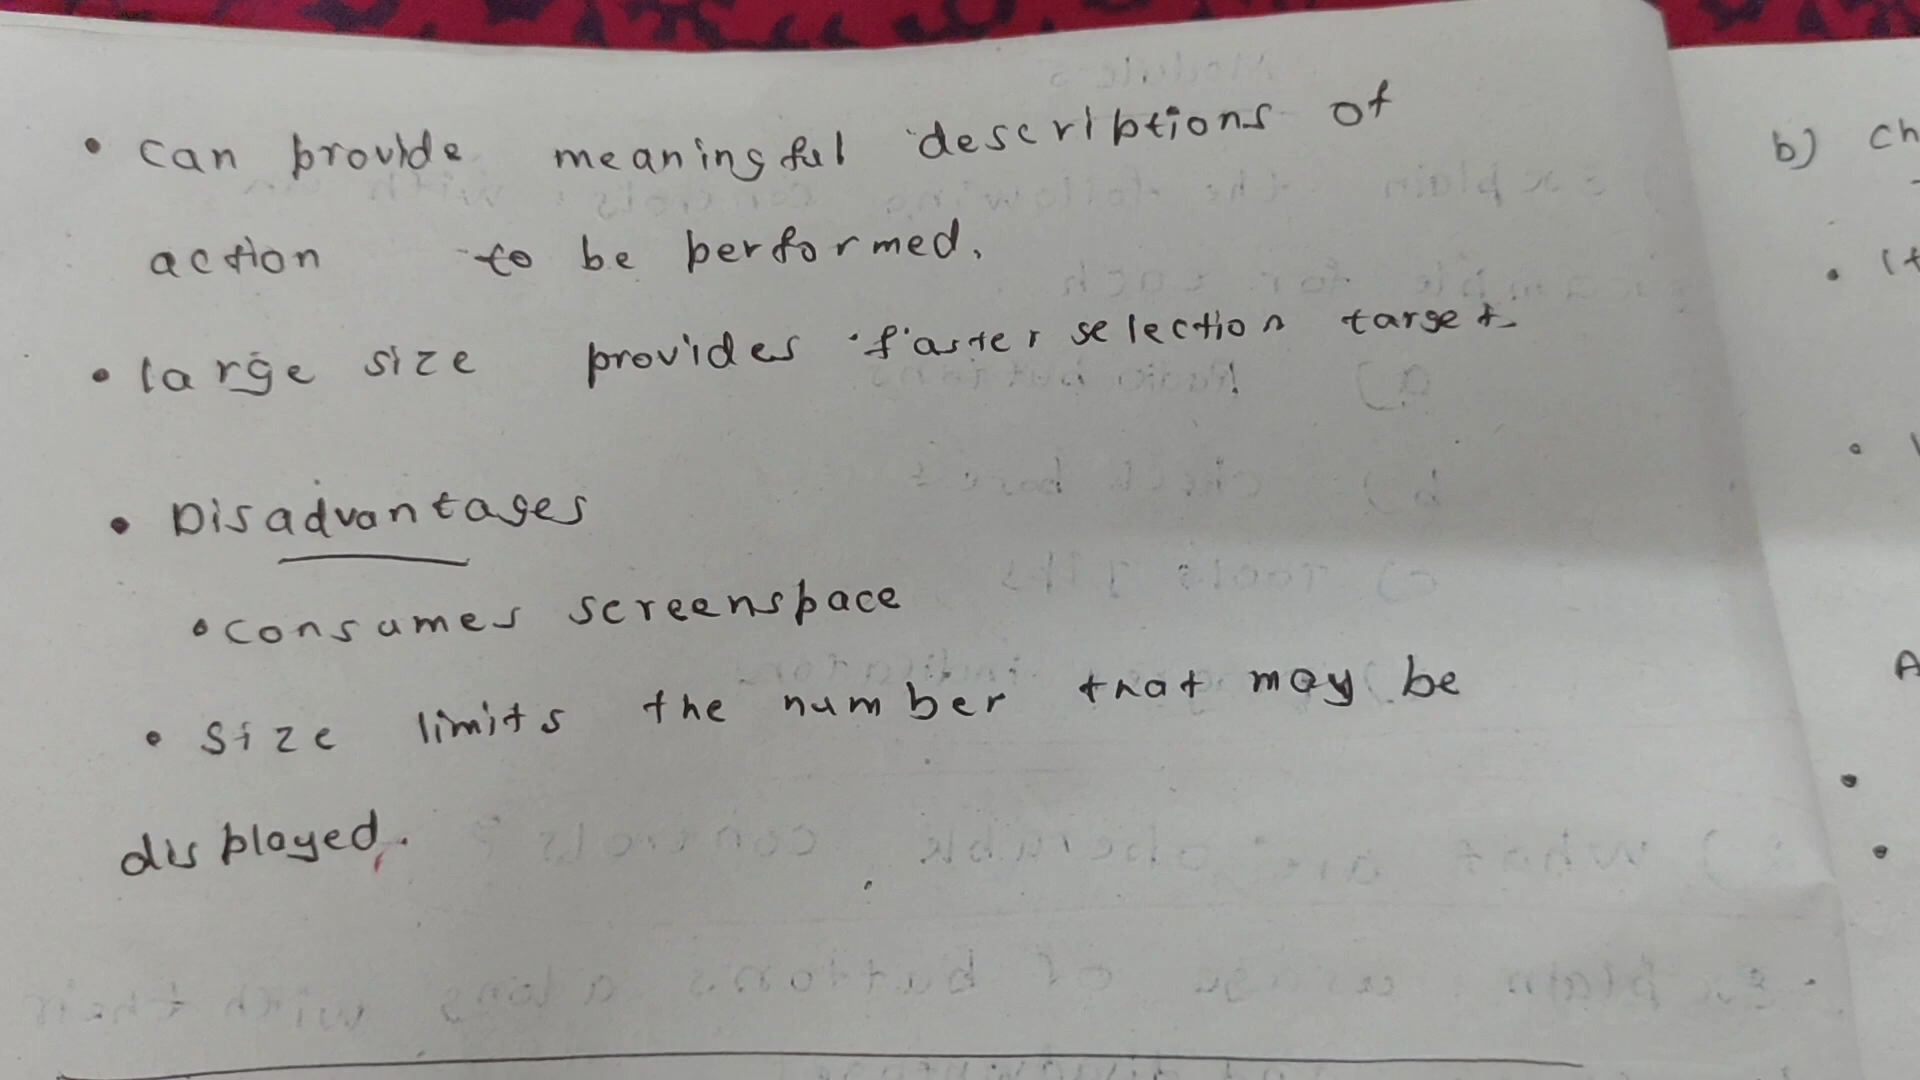 • can provide meaningful descriptions of
action to be performed.
• large size provides faster selection target.
• Disadvantages
• consumes screenspace
• size limits the number that may be
displayed.
b) Ch
• It
•
A
•
•